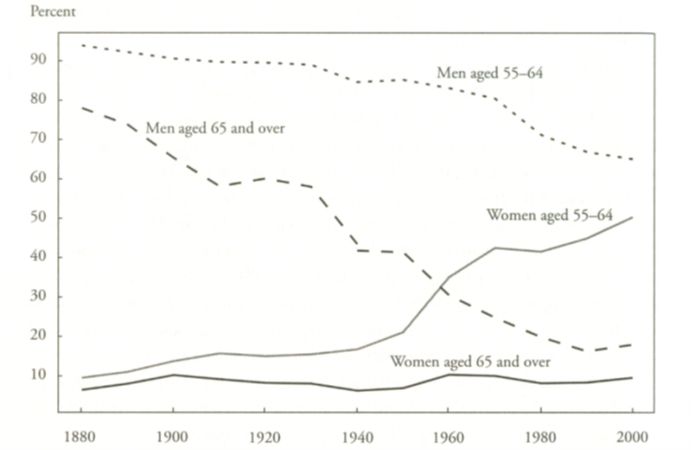 Percent
90
Men aged 55–64
80
70
Men aged 65 and over
60
50
Women aged 55–64
40
30
20
Women aged 65 and over
10
1880 1900 1920 1940 1960 1980 2000